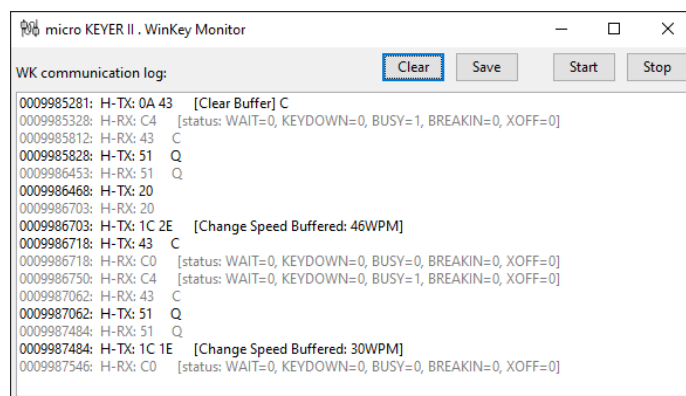 micro KEYER II . WinKey Monitor
WK communication log:
Clear
Save
Start
Stop
0009985281: H-TX: 0A 43 [Clear Buffer] C
0009985328: H-RX: C4 [status: WAIT=0, KEYDOWN=0, BUSY=1, BREAKIN=0, XOFF=0]
0009985812: H-RX: 43 C
0009985828: H-TX: 51 Q
0009986453: H-RX: 51 Q
0009986468: H-TX: 20
0009986703: H-RX: 20
0009986703: H-TX: 1C 2E [Change Speed Buffered: 46WPM]
0009986718: H-TX: 43 C
0009986718: H-RX: C0 [status: WAIT=0, KEYDOWN=0, BUSY=0, BREAKIN=0, XOFF=0]
0009986750: H-RX: C4 [status: WAIT=0, KEYDOWN=0, BUSY=1, BREAKIN=0, XOFF=0]
0009987062: H-RX: 43 C
0009987062: H-TX: 51 Q
0009987484: H-RX: 51 Q
0009987484: H-TX: 1C 1E [Change Speed Buffered: 30WPM]
0009987546: H-RX: C0 [status: WAIT=0, KEYDOWN=0, BUSY=0, BREAKIN=0, XOFF=0]